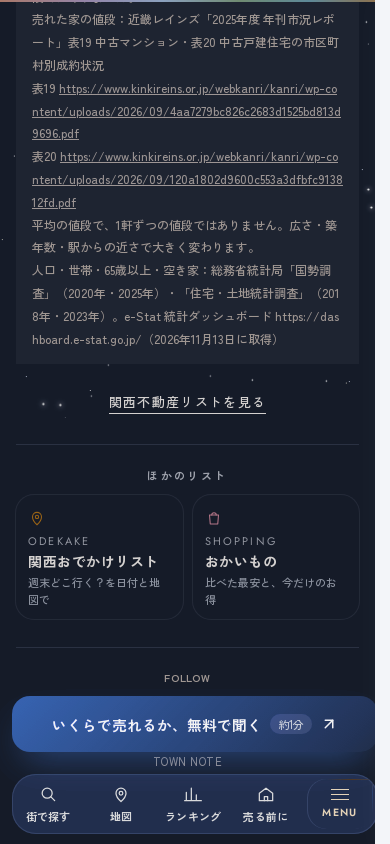 売れた家の値段：近畿レインズ「2025年度 年刊市況レポ
ート」表19 中古マンション・表20 中古戸建住宅の市区町
村別成約状況
表19 https://www.kinkireins.or.jp/webkanri/kanri/wp-co
ntent/uploads/2026/09/4aa7279bc826c2683d1525bd813d
9696.pdf
表20 https://www.kinkireins.or.jp/webkanri/kanri/wp-co
ntent/uploads/2026/09/120a1802d9600c553a3dfbfc9138
12fd.pdf
平均の値段で、1軒ずつの値段ではありません。広さ・築
年数・駅からの近さで大きく変わります。
人口・世帯・65歳以上・空き家：総務省統計局「国勢調
査」（2020年・2025年）・「住宅・土地統計調査」（201
8年・2023年）。e-Stat 統計ダッシュボード https://das
hboard.e-stat.go.jp/（2026年11月13日に取得）
関西不動産リストを見る
ほかのリスト
ODEKAKE
関西おでかけリスト
週末どこ行く？を日付と地
図で
SHOPPING
おかいもの
比べた最安と、今だけのお
得
FOLLOW
いくらで売れるか、無料で聞く 約1分
TOWN NOTE
街で探す
地図
ランキング
売る前に
MENU